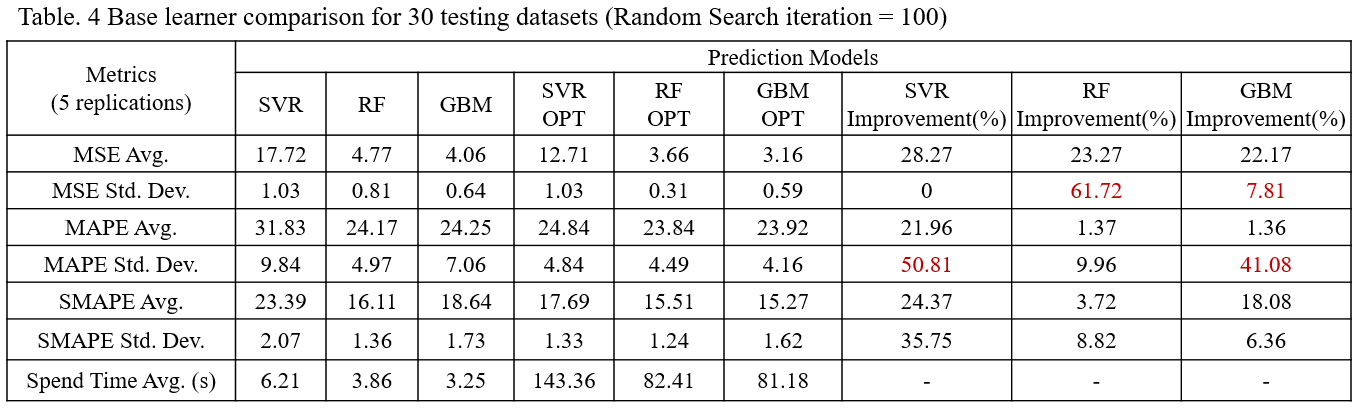 Table. 4 Base learner comparison for 30 testing datasets (Random Search iteration = 100)
Metrics (5 replications) Prediction Models
SVR RF GBM SVR OPT RF OPT GBM OPT SVR Improvement(%) RF Improvement(%) GBM Improvement(%)
MSE Avg. 17.72 4.77 4.06 12.71 3.66 3.16 28.27 23.27 22.17
MSE Std. Dev. 1.03 0.81 0.64 1.03 0.31 0.59 0 61.72 7.81
MAPE Avg. 31.83 24.17 24.25 24.84 23.84 23.92 21.96 1.37 1.36
MAPE Std. Dev. 9.84 4.97 7.06 4.84 4.49 4.16 50.81 9.96 41.08
SMAPE Avg. 23.39 16.11 18.64 17.69 15.51 15.27 24.37 3.72 18.08
SMAPE Std. Dev. 2.07 1.36 1.73 1.33 1.24 1.62 35.75 8.82 6.36
Spend Time Avg. (s) 6.21 3.86 3.25 143.36 82.41 81.18 - - -